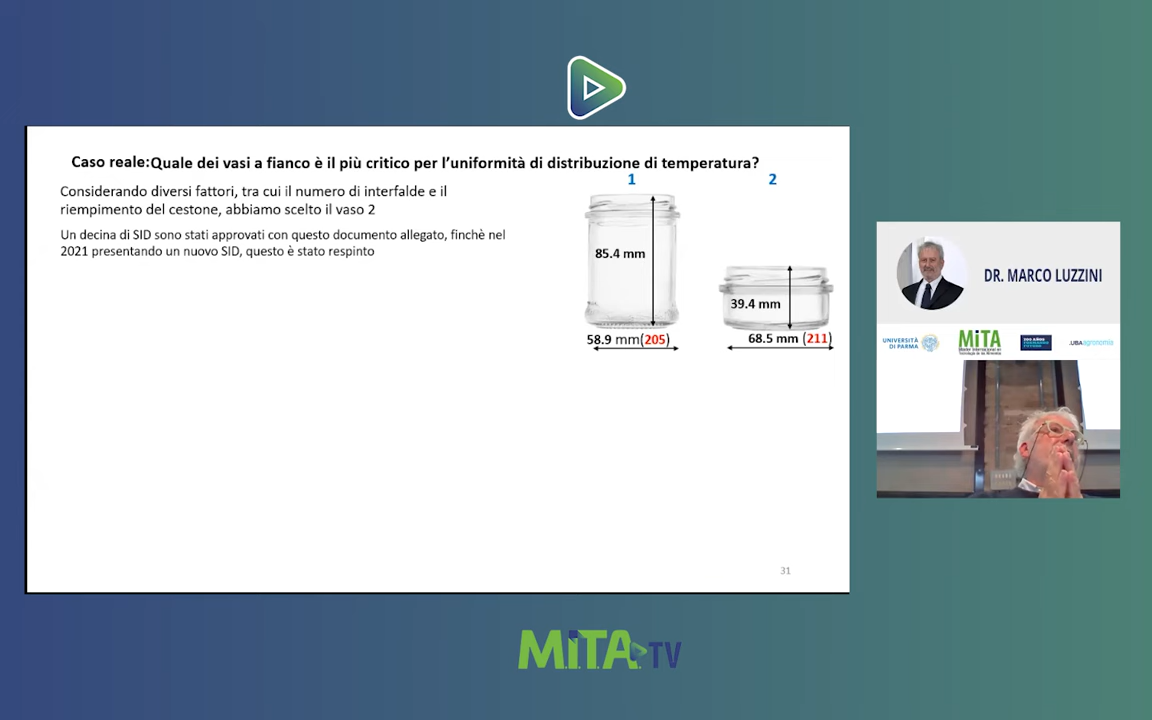 Caso reale:Quale dei vasi a fianco è il più critico per l'uniformità di distribuzione di temperatura?
1
2
Considerando diversi fattori, tra cui il numero di interfalde e il
riempimento del cestone, abbiamo scelto il vaso 2
Un decina di SID sono stati approvati con questo documento allegato, finchè nel
2021 presentando un nuovo SID, questo è stato respinto
85.4 mm
39.4 mm
58.9 mm(205)
68.5 mm (211)
31
DR. MARCO LUZZINI
UNIVERSITÀ
DI PARMA
MiTA
.UBAagronomia
M.i.T.A. TV